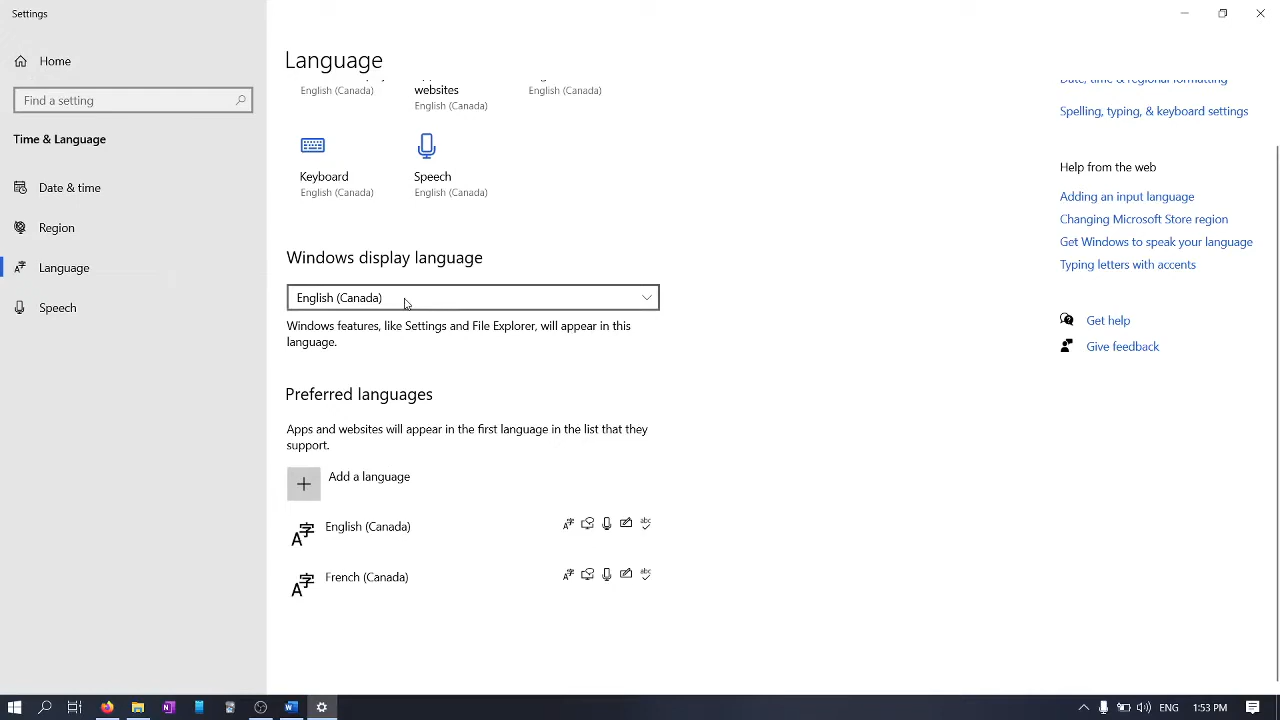 Settings
Home
Find a setting
Time & Language
Date & time
Region
Language
Speech
Language
English (Canada)
websites
English (Canada)
English (Canada)
Keyboard
English (Canada)
Speech
English (Canada)
Windows display language
English (Canada)
Windows features, like Settings and File Explorer, will appear in this
language.
Preferred languages
Apps and websites will appear in the first language in the list that they
support.
Add a language
English (Canada)
French (Canada)
Date, time & regional formatting
Spelling, typing, & keyboard settings
Help from the web
Adding an input language
Changing Microsoft Store region
Get Windows to speak your language
Typing letters with accents
Get help
Give feedback
ENG
1:53 PM